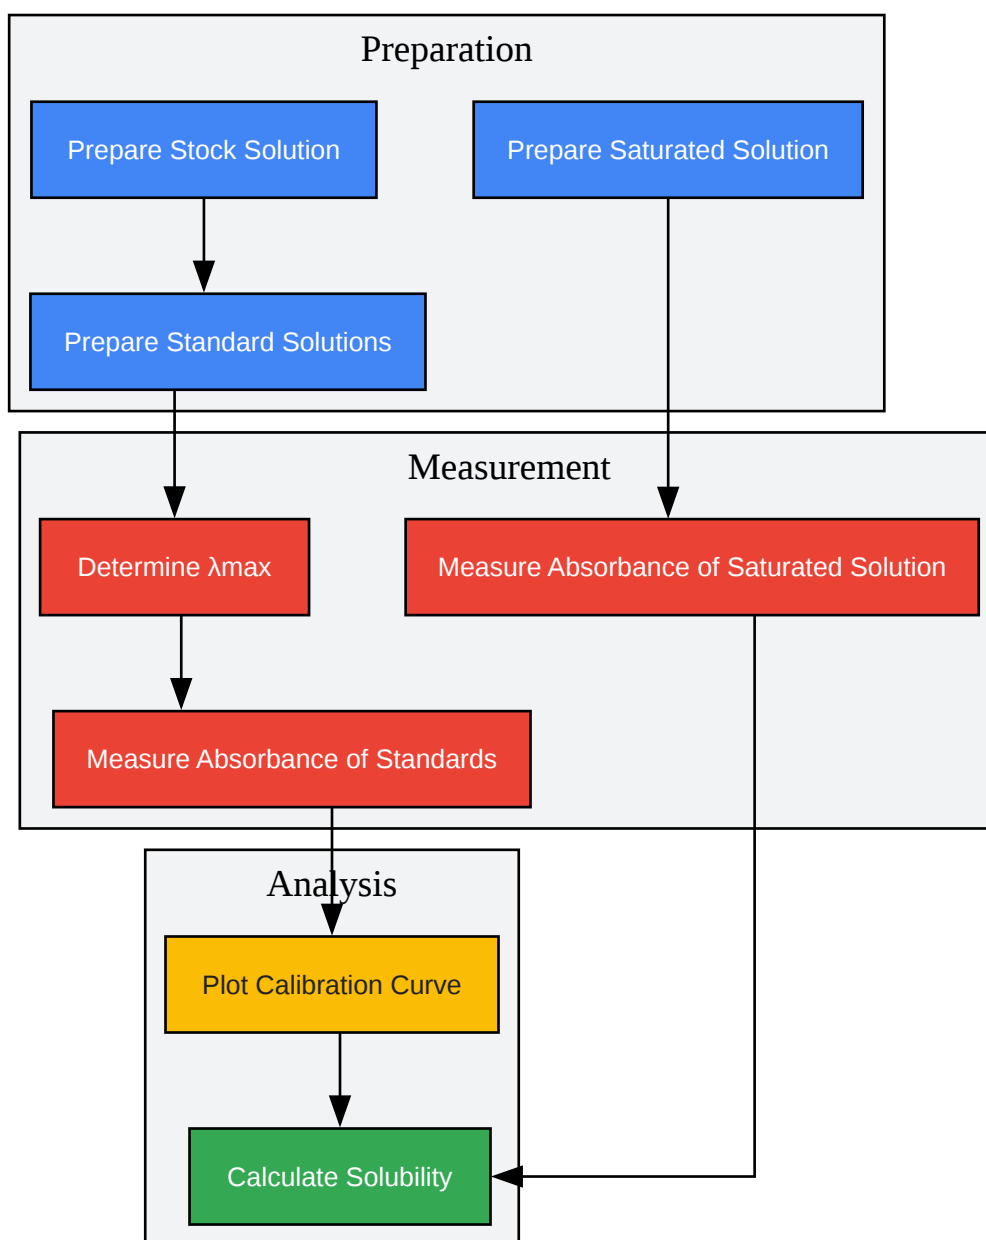 Preparation
Prepare Stock Solution
Prepare Saturated Solution
Prepare Standard Solutions
Measurement
Determine λmax
Measure Absorbance of Saturated Solution
Measure Absorbance of Standards
Analysis
Plot Calibration Curve
Calculate Solubility